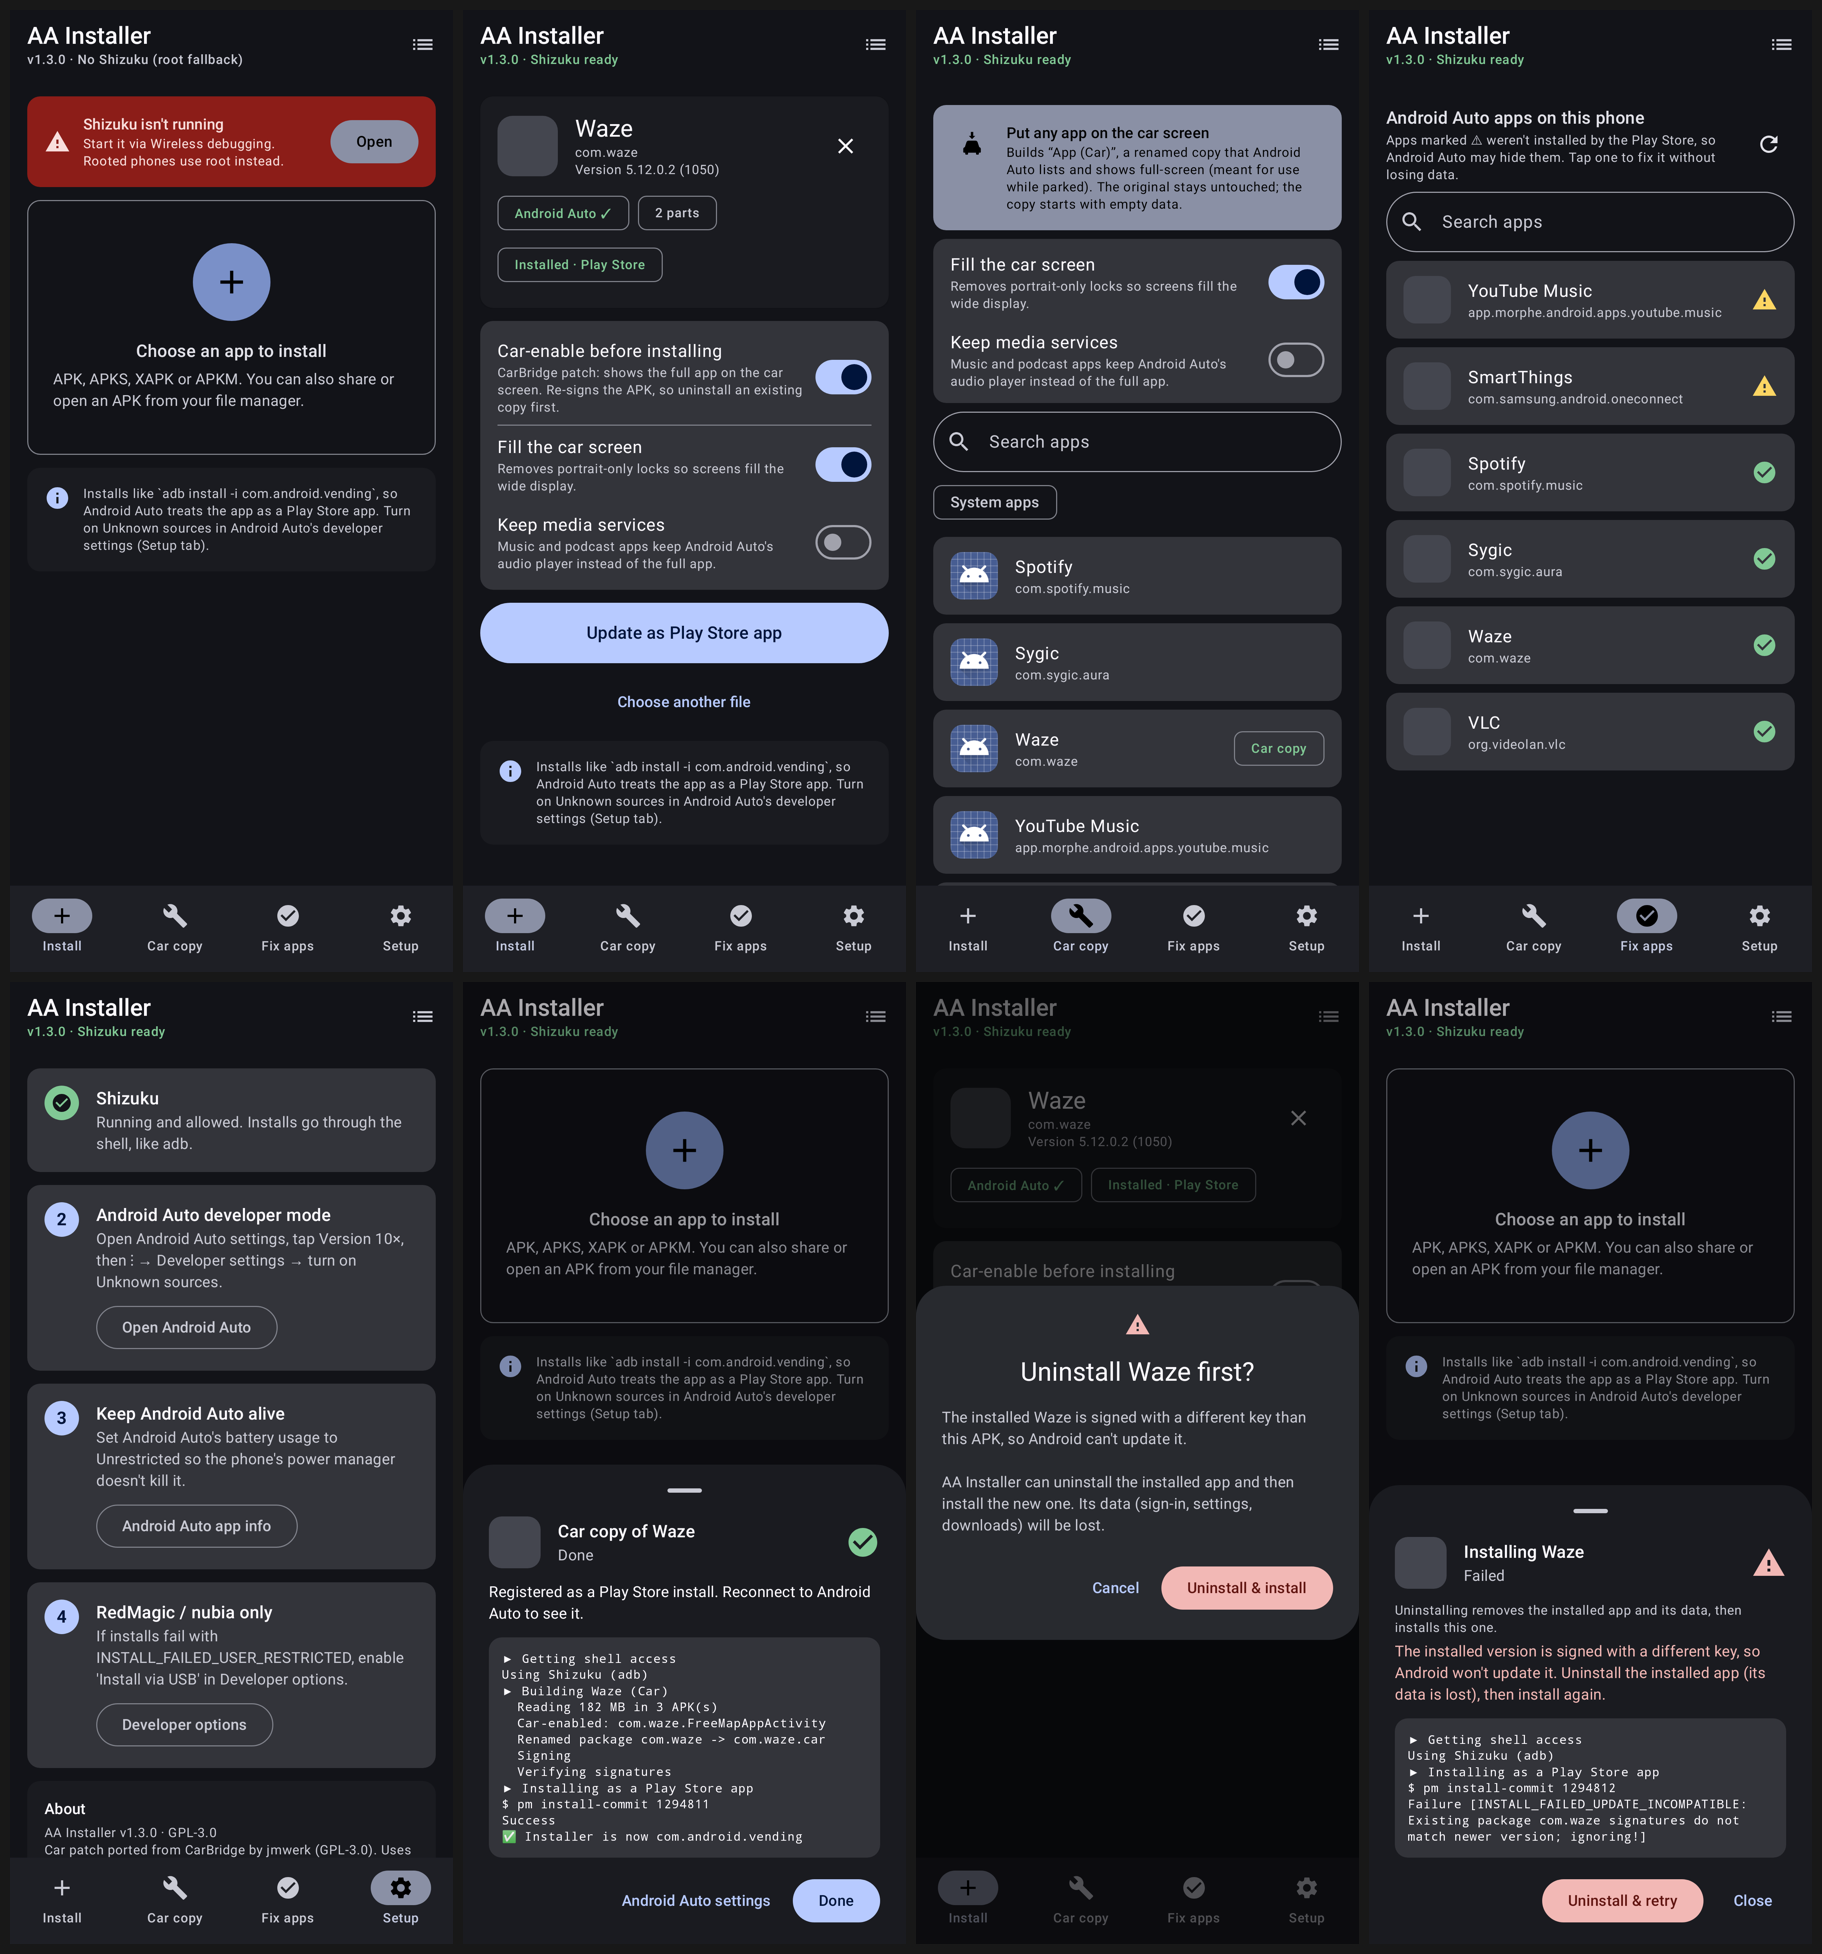 AA Installer
v1.3.0 · No Shizuku (root fallback)
Shizuku isn't running
Start it via Wireless debugging.
Rooted phones use root instead.
Open
Choose an app to install
APK, APKS, XAPK or APKM. You can also share or
open an APK from your file manager.
Installs like `adb install -i com.android.vending`, so
Android Auto treats the app as a Play Store app. Turn
on Unknown sources in Android Auto's developer
settings (Setup tab).
Install
Car copy
Fix apps
Setup
AA Installer
v1.3.0 · Shizuku ready
Waze
com.waze
Version 5.12.0.2 (1050)
Android Auto ✓
2 parts
Installed · Play Store
Car-enable before installing
CarBridge patch: shows the full app on the car
screen. Re-signs the APK, so uninstall an existing
copy first.
Fill the car screen
Removes portrait-only locks so screens fill the
wide display.
Keep media services
Music and podcast apps keep Android Auto's
audio player instead of the full app.
Update as Play Store app
Choose another file
Installs like `adb install -i com.android.vending`, so
Android Auto treats the app as a Play Store app. Turn
on Unknown sources in Android Auto's developer
settings (Setup tab).
Install
Car copy
Fix apps
Setup
AA Installer
v1.3.0 · Shizuku ready
Put any app on the car screen
Builds “App (Car)”, a renamed copy that Android
Auto lists and shows full-screen (meant for use
while parked). The original stays untouched; the
copy starts with empty data.
Fill the car screen
Removes portrait-only locks so screens fill the
wide display.
Keep media services
Music and podcast apps keep Android Auto's
audio player instead of the full app.
Search apps
System apps
Spotify
com.spotify.music
Sygic
com.sygic.aura
Waze
com.waze
Car copy
YouTube Music
app.morphe.android.apps.youtube.music
Install
Car copy
Fix apps
Setup
AA Installer
v1.3.0 · Shizuku ready
Android Auto apps on this phone
Apps marked ⚠ weren't installed by the Play Store, so
Android Auto may hide them. Tap one to fix it without
losing data.
Search apps
YouTube Music
app.morphe.android.apps.youtube.music
SmartThings
com.samsung.android.oneconnect
Spotify
com.spotify.music
Sygic
com.sygic.aura
Waze
com.waze
VLC
org.videolan.vlc
Install
Car copy
Fix apps
Setup
AA Installer
v1.3.0 · Shizuku ready
Shizuku
Running and allowed. Installs go through the
shell, like adb.
2
Android Auto developer mode
Open Android Auto settings, tap Version 10×,
then ⋮ → Developer settings → turn on
Unknown sources.
Open Android Auto
3
Keep Android Auto alive
Set Android Auto's battery usage to
Unrestricted so the phone's power manager
doesn't kill it.
Android Auto app info
4
RedMagic / nubia only
If installs fail with
INSTALL_FAILED_USER_RESTRICTED, enable
'Install via USB' in Developer options.
Developer options
About
AA Installer v1.3.0 · GPL-3.0
Car patch ported from CarBridge by jmwerk (GPL-3.0). Uses
Install
Car copy
Fix apps
Setup
AA Installer
v1.3.0 · Shizuku ready
Choose an app to install
APK, APKS, XAPK or APKM. You can also share or
open an APK from your file manager.
Installs like `adb install -i com.android.vending`, so
Android Auto treats the app as a Play Store app. Turn
on Unknown sources in Android Auto's developer
settings (Setup tab).
Car copy of Waze
Done
Registered as a Play Store install. Reconnect to Android
Auto to see it.
► Getting shell access
Using Shizuku (adb)
► Building Waze (Car)
Reading 182 MB in 3 APK(s)
Car-enabled: com.waze.FreeMapAppActivity
Renamed package com.waze -> com.waze.car
Signing
Verifying signatures
► Installing as a Play Store app
$ pm install-commit 1294811
Success
✅ Installer is now com.android.vending
Android Auto settings
Done
AA Installer
v1.3.0 · Shizuku ready
Waze
com.waze
Version 5.12.0.2 (1050)
Android Auto ✓
Installed · Play Store
Car-enable before installing
Uninstall Waze first?
The installed Waze is signed with a different key than
this APK, so Android can't update it.
AA Installer can uninstall the installed app and then
install the new one. Its data (sign-in, settings,
downloads) will be lost.
Cancel
Uninstall & install
Install
Car copy
Fix apps
Setup
AA Installer
v1.3.0 · Shizuku ready
Choose an app to install
APK, APKS, XAPK or APKM. You can also share or
open an APK from your file manager.
Installs like `adb install -i com.android.vending`, so
Android Auto treats the app as a Play Store app. Turn
on Unknown sources in Android Auto's developer
settings (Setup tab).
Installing Waze
Failed
Uninstalling removes the installed app and its data, then
installs this one.
The installed version is signed with a different key, so
Android won't update it. Uninstall the installed app (its
data is lost), then install again.
► Getting shell access
Using Shizuku (adb)
► Installing as a Play Store app
$ pm install-commit 1294812
Failure [INSTALL_FAILED_UPDATE_INCOMPATIBLE:
Existing package com.waze signatures do not
match newer version; ignoring!]
Uninstall & retry
Close